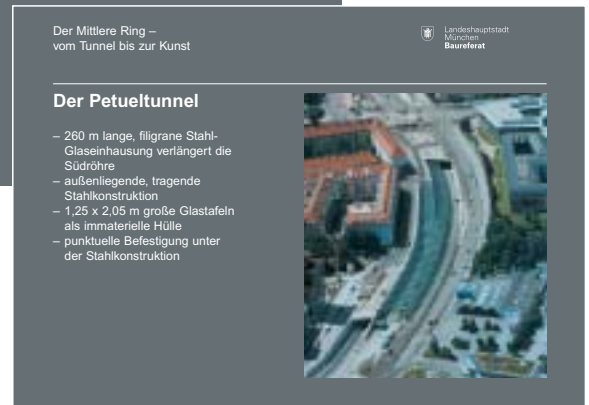 Der Mittlere Ring –
vom Tunnel bis zur Kunst
Landeshauptstadt
München
Baureferat
Der Petueltunnel
– 260 m lange, filigrane Stahl-
Glaseinhausung verlängert die
Südröhre
– außenliegende, tragende
Stahlkonstruktion
– 1,25 x 2,05 m große Glastafeln
als immaterielle Hülle
– punktuelle Befestigung unter
der Stahlkonstruktion